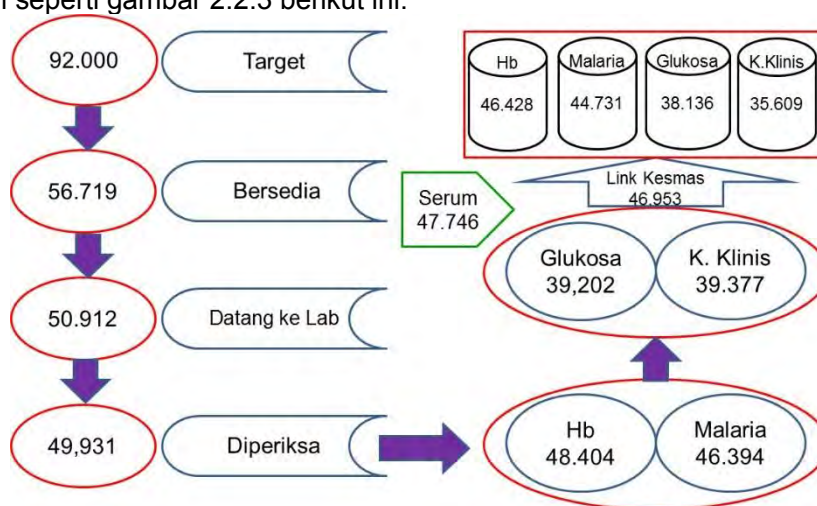 seperti gambar 2.2.3 berikut ini.
92.000
Target
56.719
Bersedia
50.912
Datang ke Lab
49,931
Diperiksa
Hb
46.428
Malaria
44.731
Glukosa
38.136
K.Klinis
35.609
Link Kesmas
46.953
Serum
47.746
Glukosa
39,202
K. Klinis
39.377
Hb
48.404
Malaria
46.394